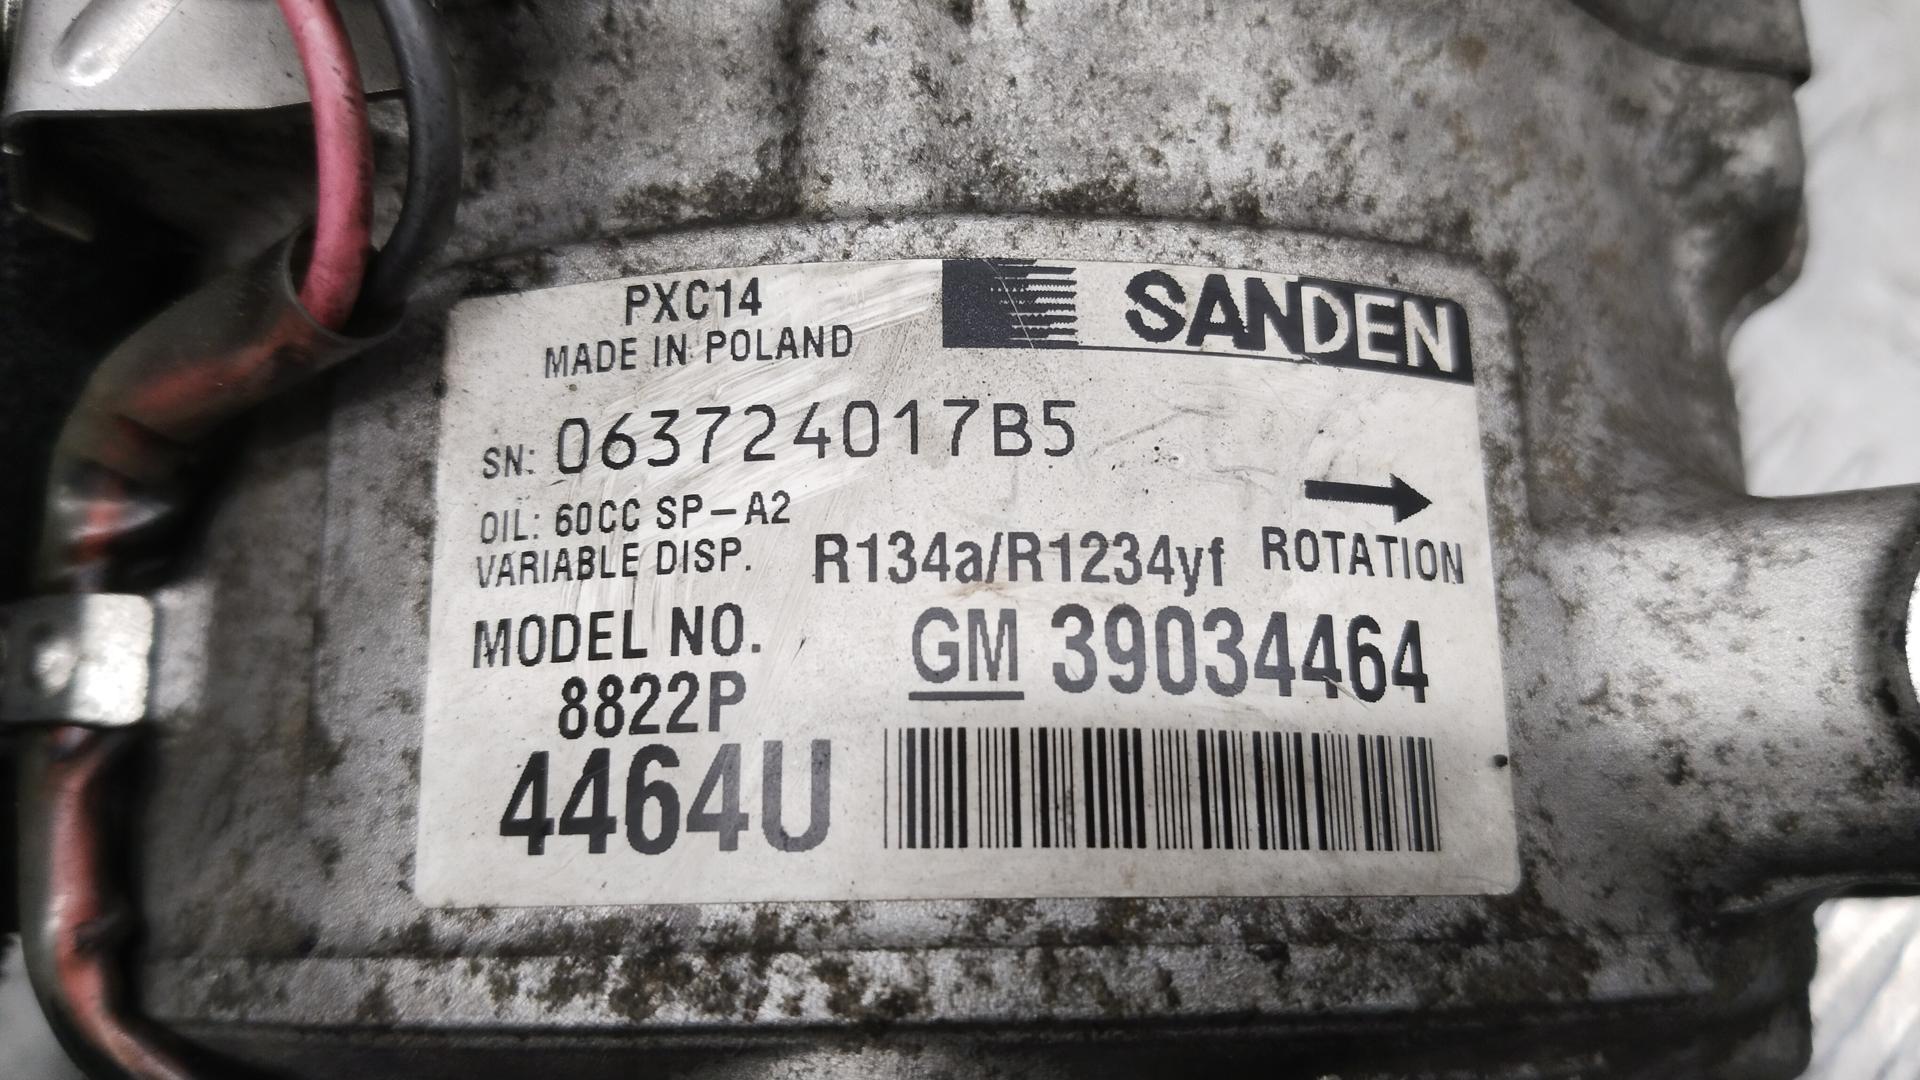 PXC14
MADE IN POLAND
SANDEN
SN: 063724017B5
OIL: 60CC SP-A2
VARIABLE DISP.
R134a/R1234yf
ROTATION
MODEL NO.
8822P
GM 39034464
4464U